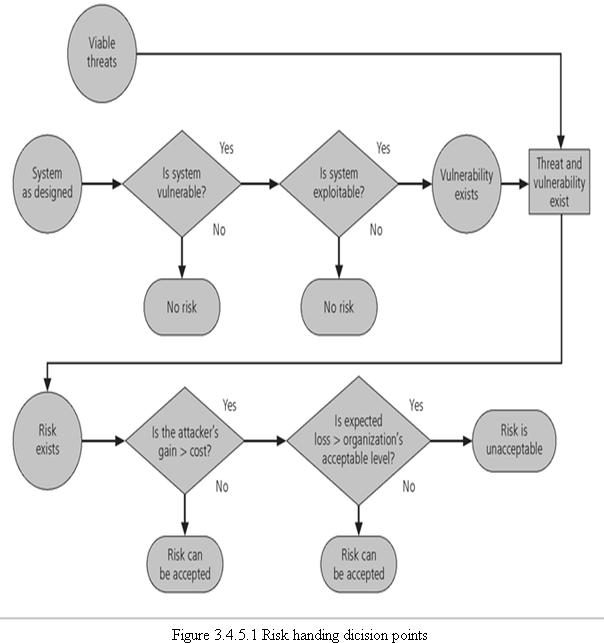 Viable
threats
System
as designed
Is system
vulnerable?
Yes
No
Is system
exploitable?
Yes
No
Vulnerability
exists
Threat and
vulnerability
exist
No risk
No risk
Risk
exists
Is the attacker's
gain > cost?
Yes
No
Is expected
loss > organization's
acceptable level?
Yes
No
Risk is
unacceptable
Risk can
be accepted
Risk can
be accepted
Figure 3.4.5.1 Risk handing dicision points